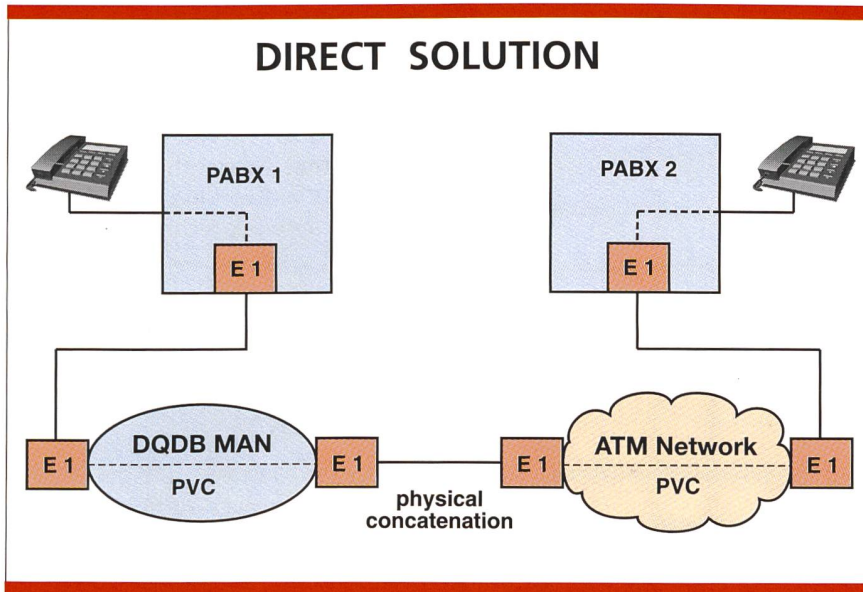 DIRECT SOLUTION
PABX 1
PABX 2
E 1
E 1
E 1
DQDB MAN
PVC
E 1
physical
concatenation
E 1
ATM Network
PVC
E 1